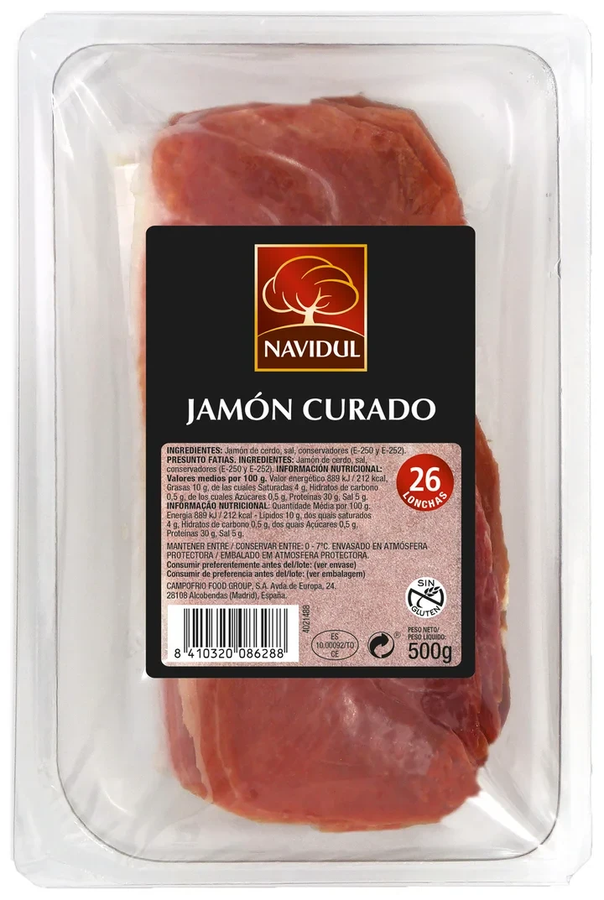 NAVIDUL
JAMÓN CURADO
INGREDIENTES: Jamón de cerdo, sal, conservadores (E-250 y E-252).
PRESUNTO FATIAS. INGREDIENTES: Jamón de cerdo, sal,
conservadores (E-250 y E-252). INFORMACIÓN NUTRICIONAL:
Valores medios por 100 g. Valor energético 889 kJ / 212 kcal,
Grasas 10 g, de las cuales Saturadas 4 g, Hidratos de carbono
0,5 g, de los cuales Azúcares 0,5 g, Proteínas 30 g, Sal 5 g.
INFORMAÇÃO NUTRICIONAL: Quantidade Média por 100 g.
Energia 889 kJ / 212 kcal - Lípidos 10 g, dos quais saturados
4 g, Hidratos de carbono 0,5 g, dos quais Açúcares 0,5 g,
Proteínas 30 g, Sal 5 g.
26
LONCHAS
MANTENER ENTRE / CONSERVAR ENTRE: 0 - 7ºC. ENVASADO EN ATMÓSFERA
PROTECTORA / EMBALADO EM ATMOSFERA PROTECTORA.
Consumir preferentemente antes del/lote: (ver envase)
Consumir de preferencia antes del/lote: (ver embalagem)
CAMPOFRIO FOOD GROUP, S.A. Avda de Europa, 24,
28108 Alcobendas (Madrid), España.
SIN
GLUTEN
8 410320 086288
4021488
ES
10.00092/TO
CE
®
PESO NETO/
PESO LÍQUIDO:
500g